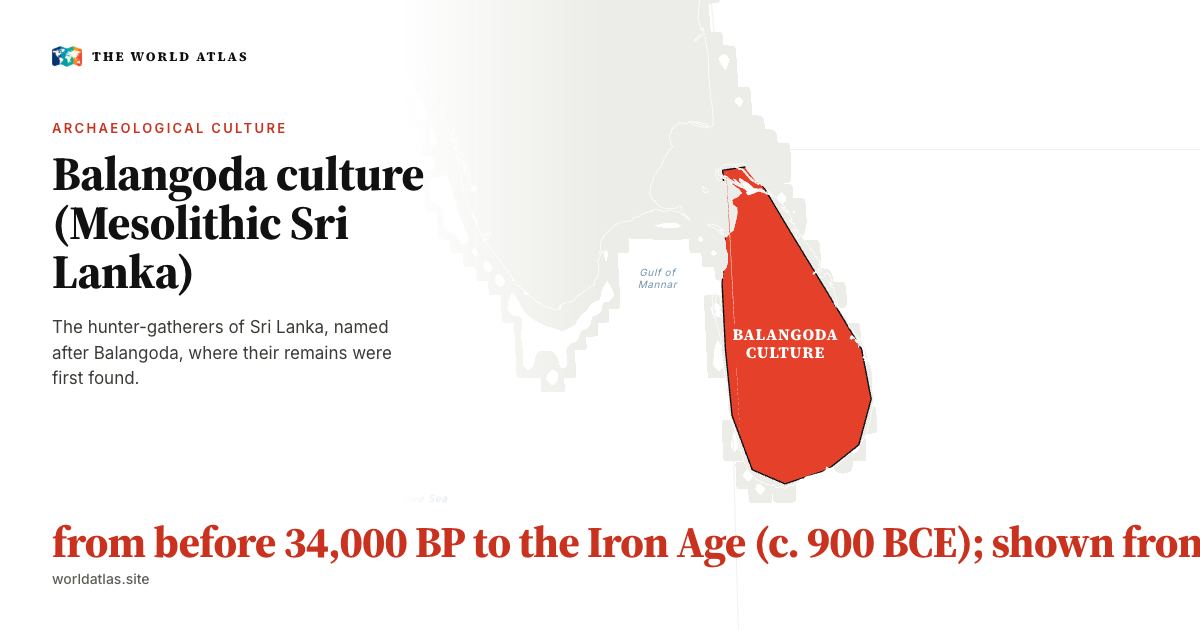 THE WORLD ATLAS
ARCHAEOLOGICAL CULTURE
Balangoda culture
(Mesolithic Sri
Lanka)
The hunter-gatherers of Sri Lanka, named
after Balangoda, where their remains were
first found.
Gulf of
Mannar
BALANGODA
CULTURE
Sea
from before 34,000 BP to the Iron Age (c. 900 BCE); shown from
worldatlas.site